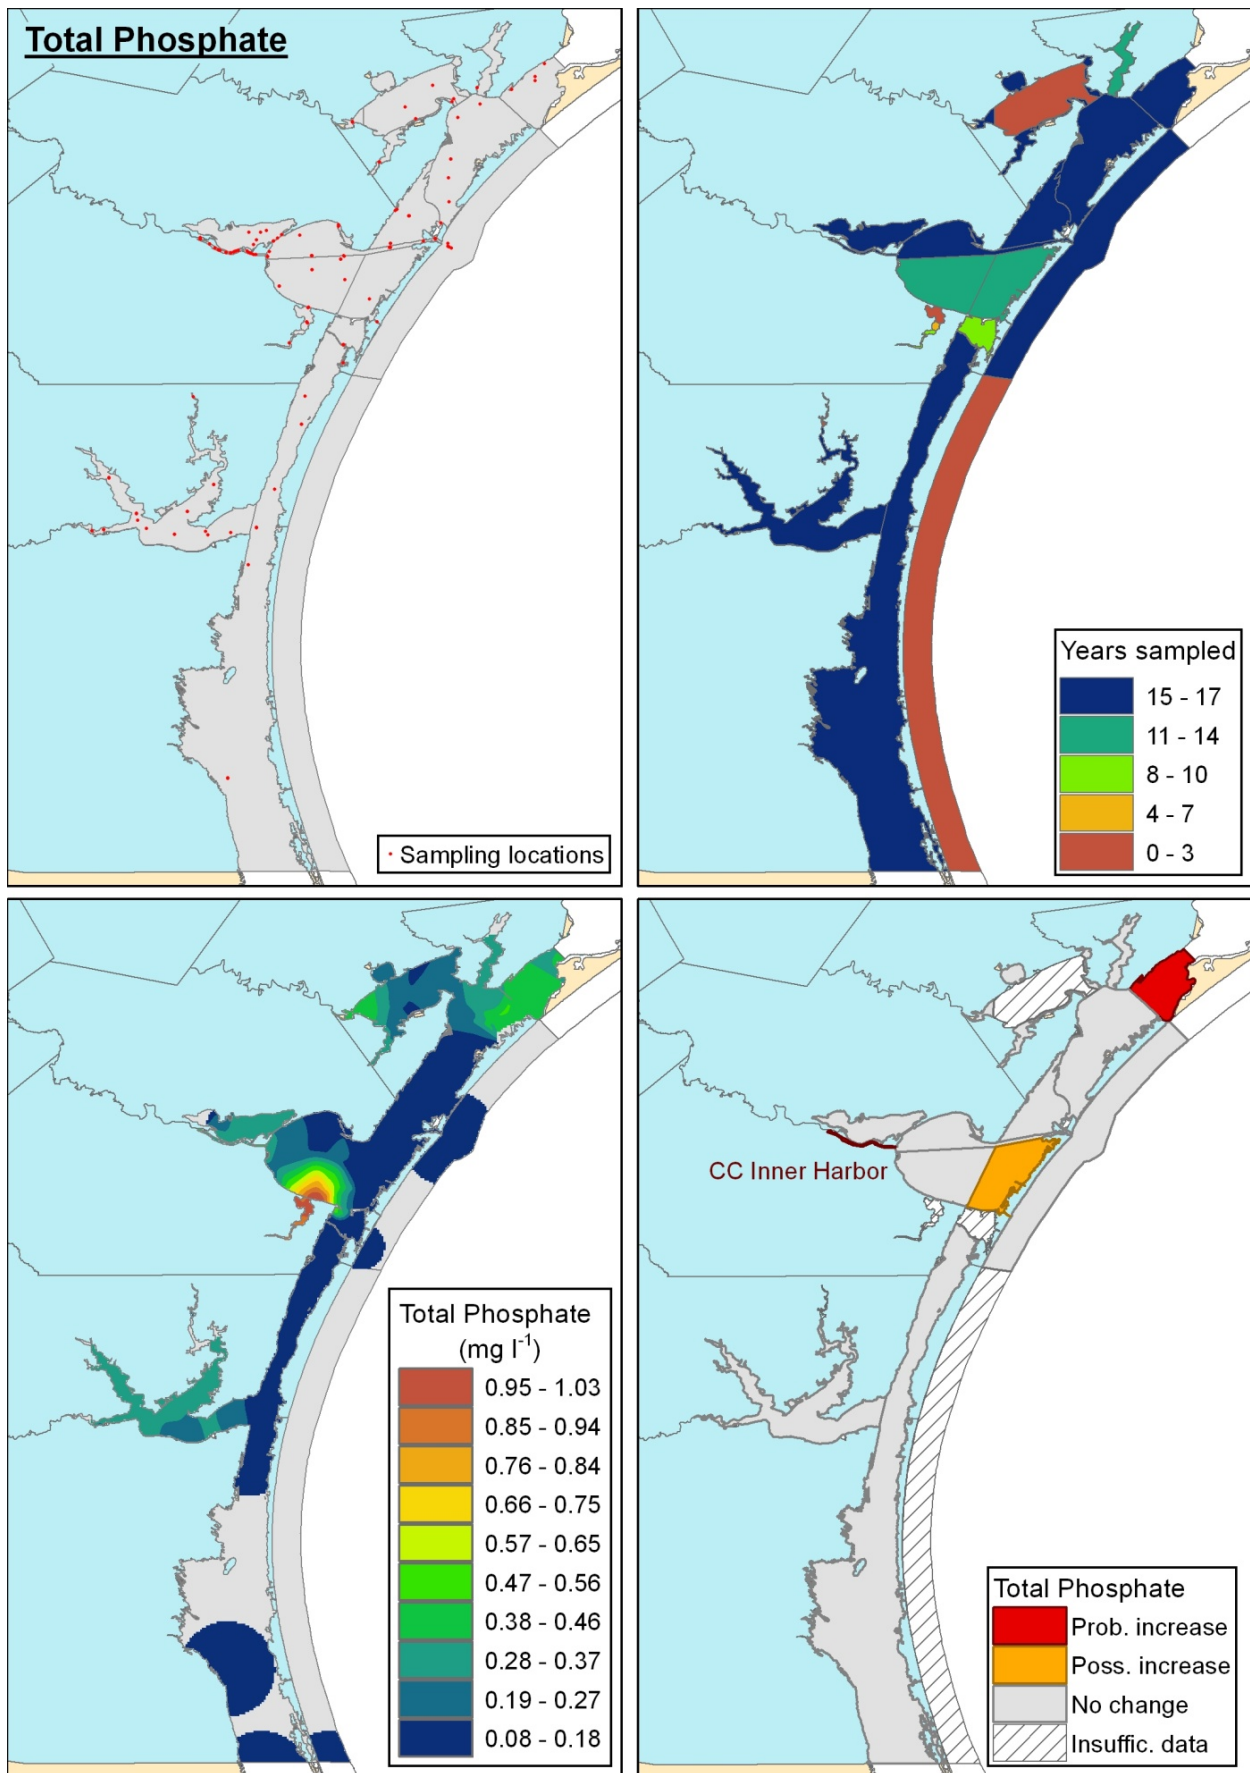 Total Phosphate
Sampling locations
Years sampled
15 - 17
11 - 14
8 - 10
4 - 7
0 - 3
Total Phosphate
(mg l⁻¹)
0.95 - 1.03
0.85 - 0.94
0.76 - 0.84
0.66 - 0.75
0.57 - 0.65
0.47 - 0.56
0.38 - 0.46
0.28 - 0.37
0.19 - 0.27
0.08 - 0.18
CC Inner Harbor
Total Phosphate
Prob. increase
Poss. increase
No change
Insuffic. data